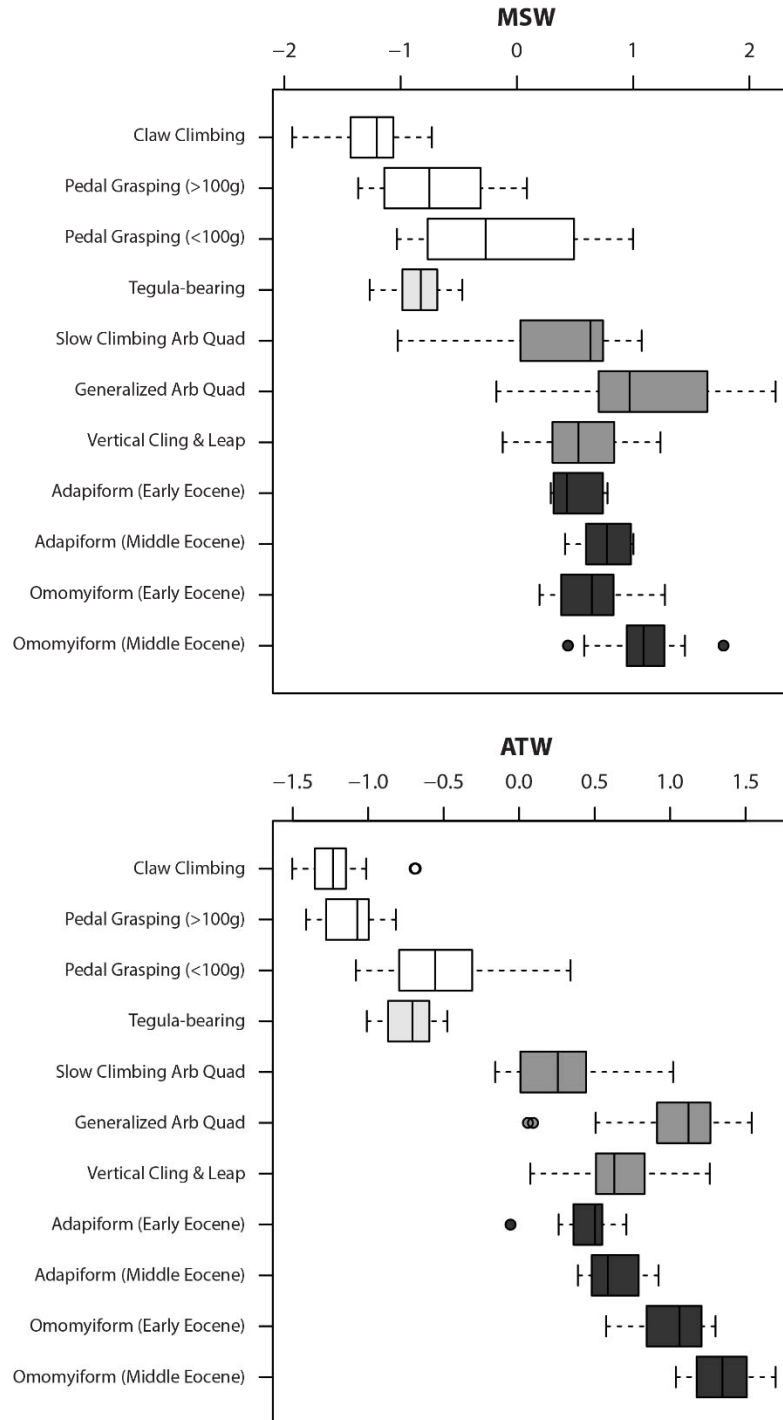 MSW
−2 −1 0 1 2
Claw Climbing
Pedal Grasping (>100g)
Pedal Grasping (<100g)
Tegula-bearing
Slow Climbing Arb Quad
Generalized Arb Quad
Vertical Cling & Leap
Adapiform (Early Eocene)
Adapiform (Middle Eocene)
Omomyiform (Early Eocene)
Omomyiform (Middle Eocene)
ATW
−1.5 −1.0 −0.5 0.0 0.5 1.0 1.5
Claw Climbing
Pedal Grasping (>100g)
Pedal Grasping (<100g)
Tegula-bearing
Slow Climbing Arb Quad
Generalized Arb Quad
Vertical Cling & Leap
Adapiform (Early Eocene)
Adapiform (Middle Eocene)
Omomyiform (Early Eocene)
Omomyiform (Middle Eocene)